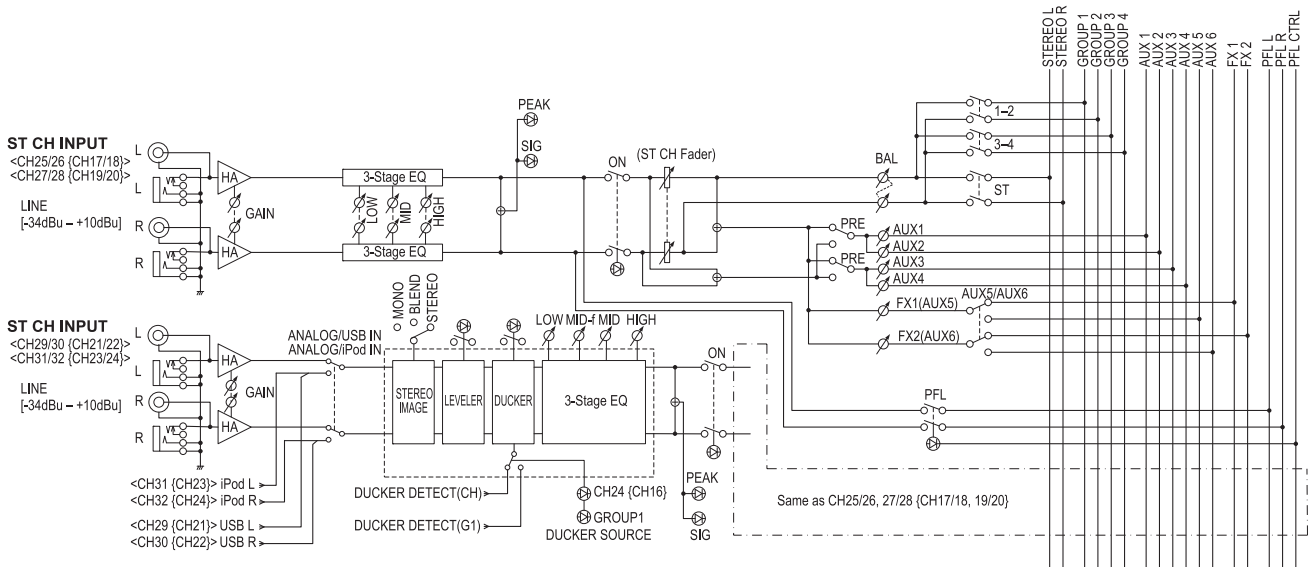 STEREO L
STEREO R
GROUP 1
GROUP 2
GROUP 3
GROUP 4
AUX 1
AUX 2
AUX 3
AUX 4
AUX 5
AUX 6
FX 1
FX 2
PFL L
PFL R
PFL CTRL
ST CH INPUT
<CH25/26 {CH17/18}>
<CH27/28 {CH19/20}>
LINE
[-34dBu – +10dBu]
L
L
R
R
HA
HA
GAIN
3-Stage EQ
LOW
MID
HIGH
3-Stage EQ
PEAK
SIG
ON
(ST CH Fader)
BAL
1–2
3–4
ST
PRE
PRE
AUX1
AUX2
AUX3
AUX4
FX1(AUX5)
AUX5/AUX6
FX2(AUX6)
PFL
ST CH INPUT
<CH29/30 {CH21/22}>
<CH31/32 {CH23/24}>
LINE
[-34dBu – +10dBu]
L
L
R
R
HA
HA
GAIN
ANALOG/USB IN
ANALOG/iPod IN
MONO
BLEND
STEREO
LOW MID-f MID HIGH
STEREO
IMAGE
LEVELER
DUCKER
3-Stage EQ
ON
<CH31 {CH23}> iPod L
<CH32 {CH24}> iPod R
<CH29 {CH21}> USB L
<CH30 {CH22}> USB R
DUCKER DETECT(CH)
DUCKER DETECT(G1)
CH24 {CH16}
GROUP1
DUCKER SOURCE
PEAK
SIG
Same as CH25/26, 27/28 {CH17/18, 19/20}